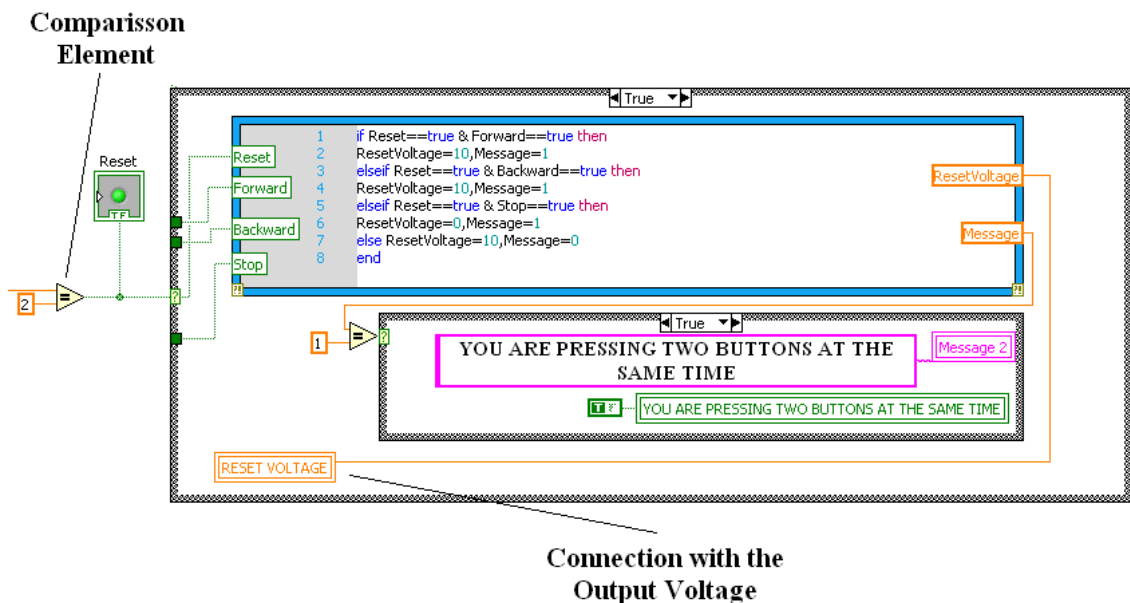 Comparisson
Element
True
1 if Reset==true & Forward==true then
2 ResetVoltage=10,Message=1
3 elseif Reset==true & Backward==true then
4 ResetVoltage=10,Message=1
5 elseif Reset==true & Stop==true then
6 ResetVoltage=0,Message=1
7 else ResetVoltage=10,Message=0
8 end
Reset
Forward
Backward
Stop
Reset
TF
ResetVoltage
Message
2
=
?
?!
?!
True
1
=
?
YOU ARE PRESSING TWO BUTTONS AT THE
SAME TIME
Message 2
T
YOU ARE PRESSING TWO BUTTONS AT THE SAME TIME
RESET VOLTAGE
Connection with the
Output Voltage